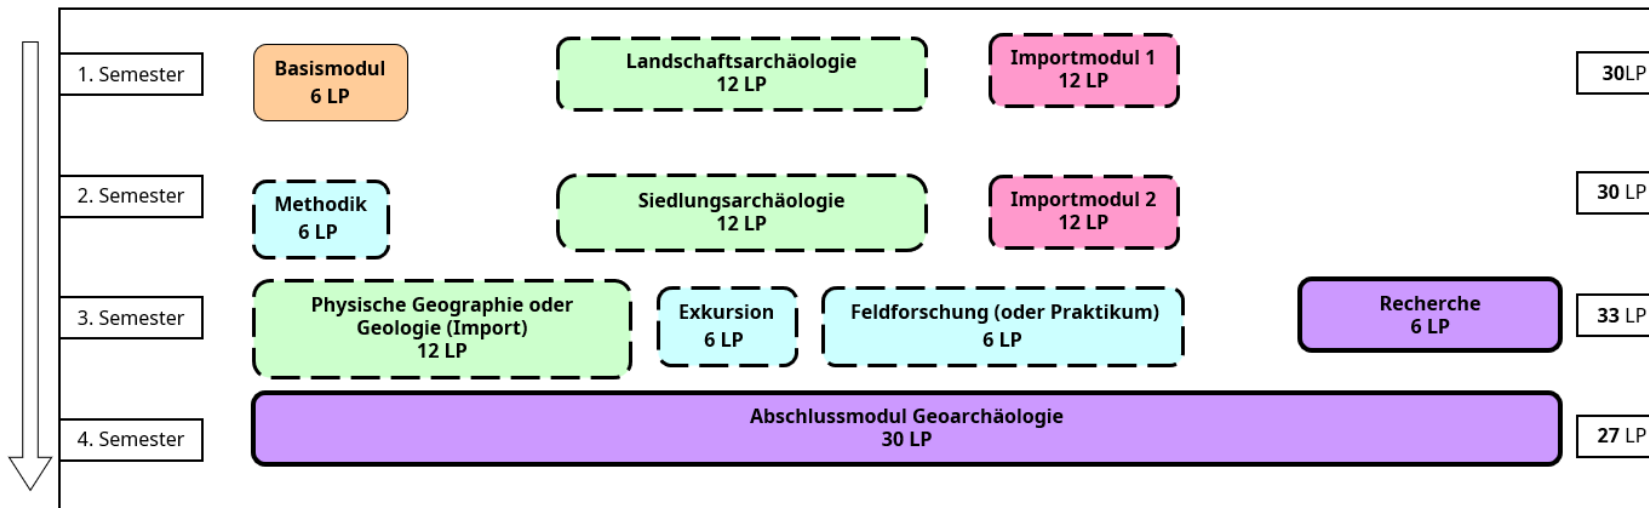 1. Semester
Basismodul
6 LP
Landschaftsarchäologie
12 LP
Importmodul 1
12 LP
30LP
2. Semester
Methodik
6 LP
Siedlungsarchäologie
12 LP
Importmodul 2
12 LP
30 LP
3. Semester
Physische Geographie oder
Geologie (Import)
12 LP
Exkursion
6 LP
Feldforschung (oder Praktikum)
6 LP
Recherche
6 LP
33 LP
4. Semester
Abschlussmodul Geoarchäologie
30 LP
27 LP